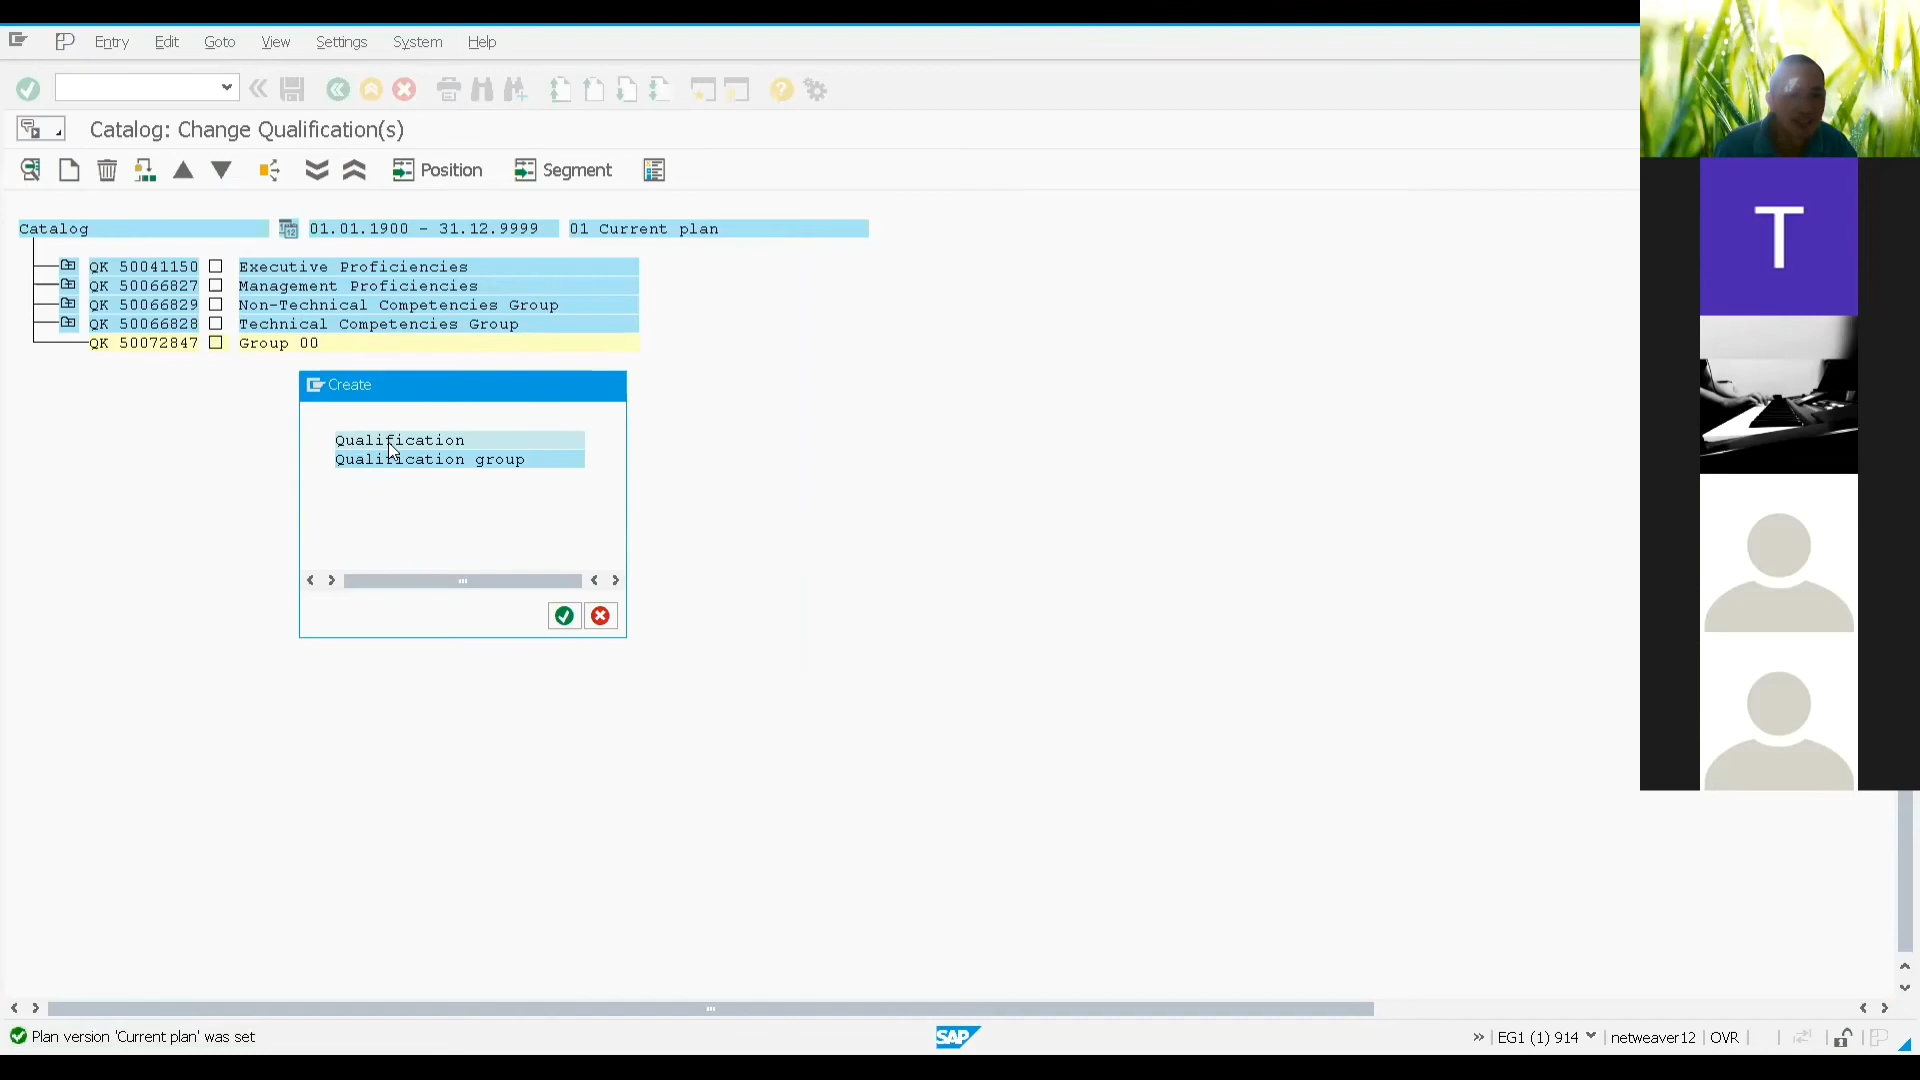 Entry Edit Goto View Settings System Help
Catalog: Change Qualification(s)
Position Segment
Catalog 01.01.1900 - 31.12.9999 01 Current plan
QK 50041150 Executive Proficiencies
QK 50066827 Management Proficiencies
QK 50066829 Non-Technical Competencies Group
QK 50066828 Technical Competencies Group
QK 50072847 Group 00
Create
Qualification
Qualification group
Plan version 'Current plan' was set
SAP
EG1 (1) 914
netweaver12
OVR
T